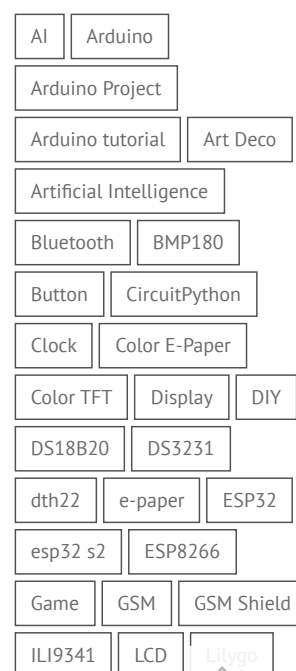 AI Arduino
Arduino Project
Arduino tutorial Art Deco
Artificial Intelligence
Bluetooth BMP180
Button CircuitPython
Clock Color E-Paper
Color TFT Display DIY
DS18B20 DS3231
dth22 e-paper ESP32
esp32 s2 ESP8266
Game GSM GSM Shield
ILI9341 LCD Lilygo